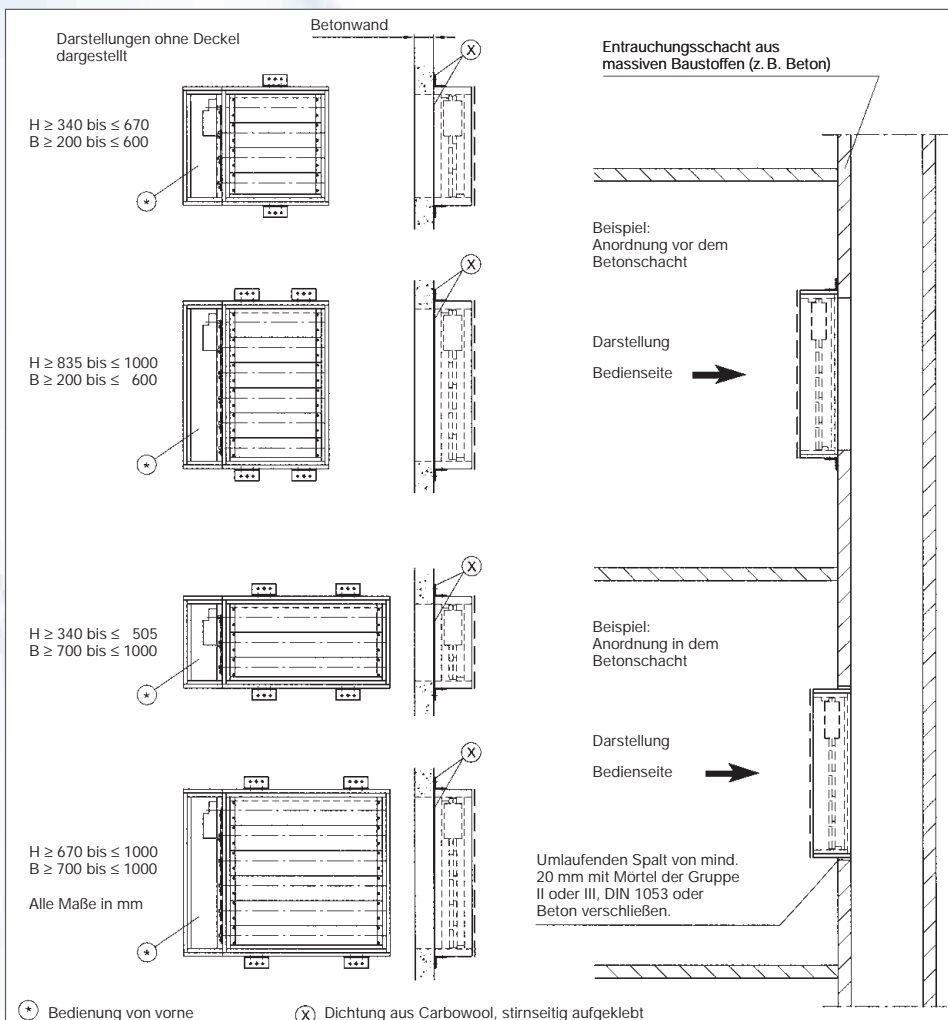 Darstellungen ohne Deckel
dargestellt
Betonwand
X
Entrauchungsschacht aus
massiven Baustoffen (z. B. Beton)
H ≥ 340 bis ≤ 670
B ≥ 200 bis ≤ 600
*
Beispiel:
Anordnung vor dem
Betonschacht
X
H ≥ 835 bis ≤ 1000
B ≥ 200 bis ≤ 600
*
Darstellung
Bedienseite
X
H ≥ 340 bis ≤ 505
B ≥ 700 bis ≤ 1000
*
Beispiel:
Anordnung in dem
Betonschacht
X
Darstellung
Bedienseite
H ≥ 670 bis ≤ 1000
B ≥ 700 bis ≤ 1000
Alle Maße in mm
*
Umlaufenden Spalt von mind.
20 mm mit Mörtel der Gruppe
II oder III, DIN 1053 oder
Beton verschließen.
* Bedienung von vorne
X Dichtung aus Carbowool, stirnseitig aufgeklebt